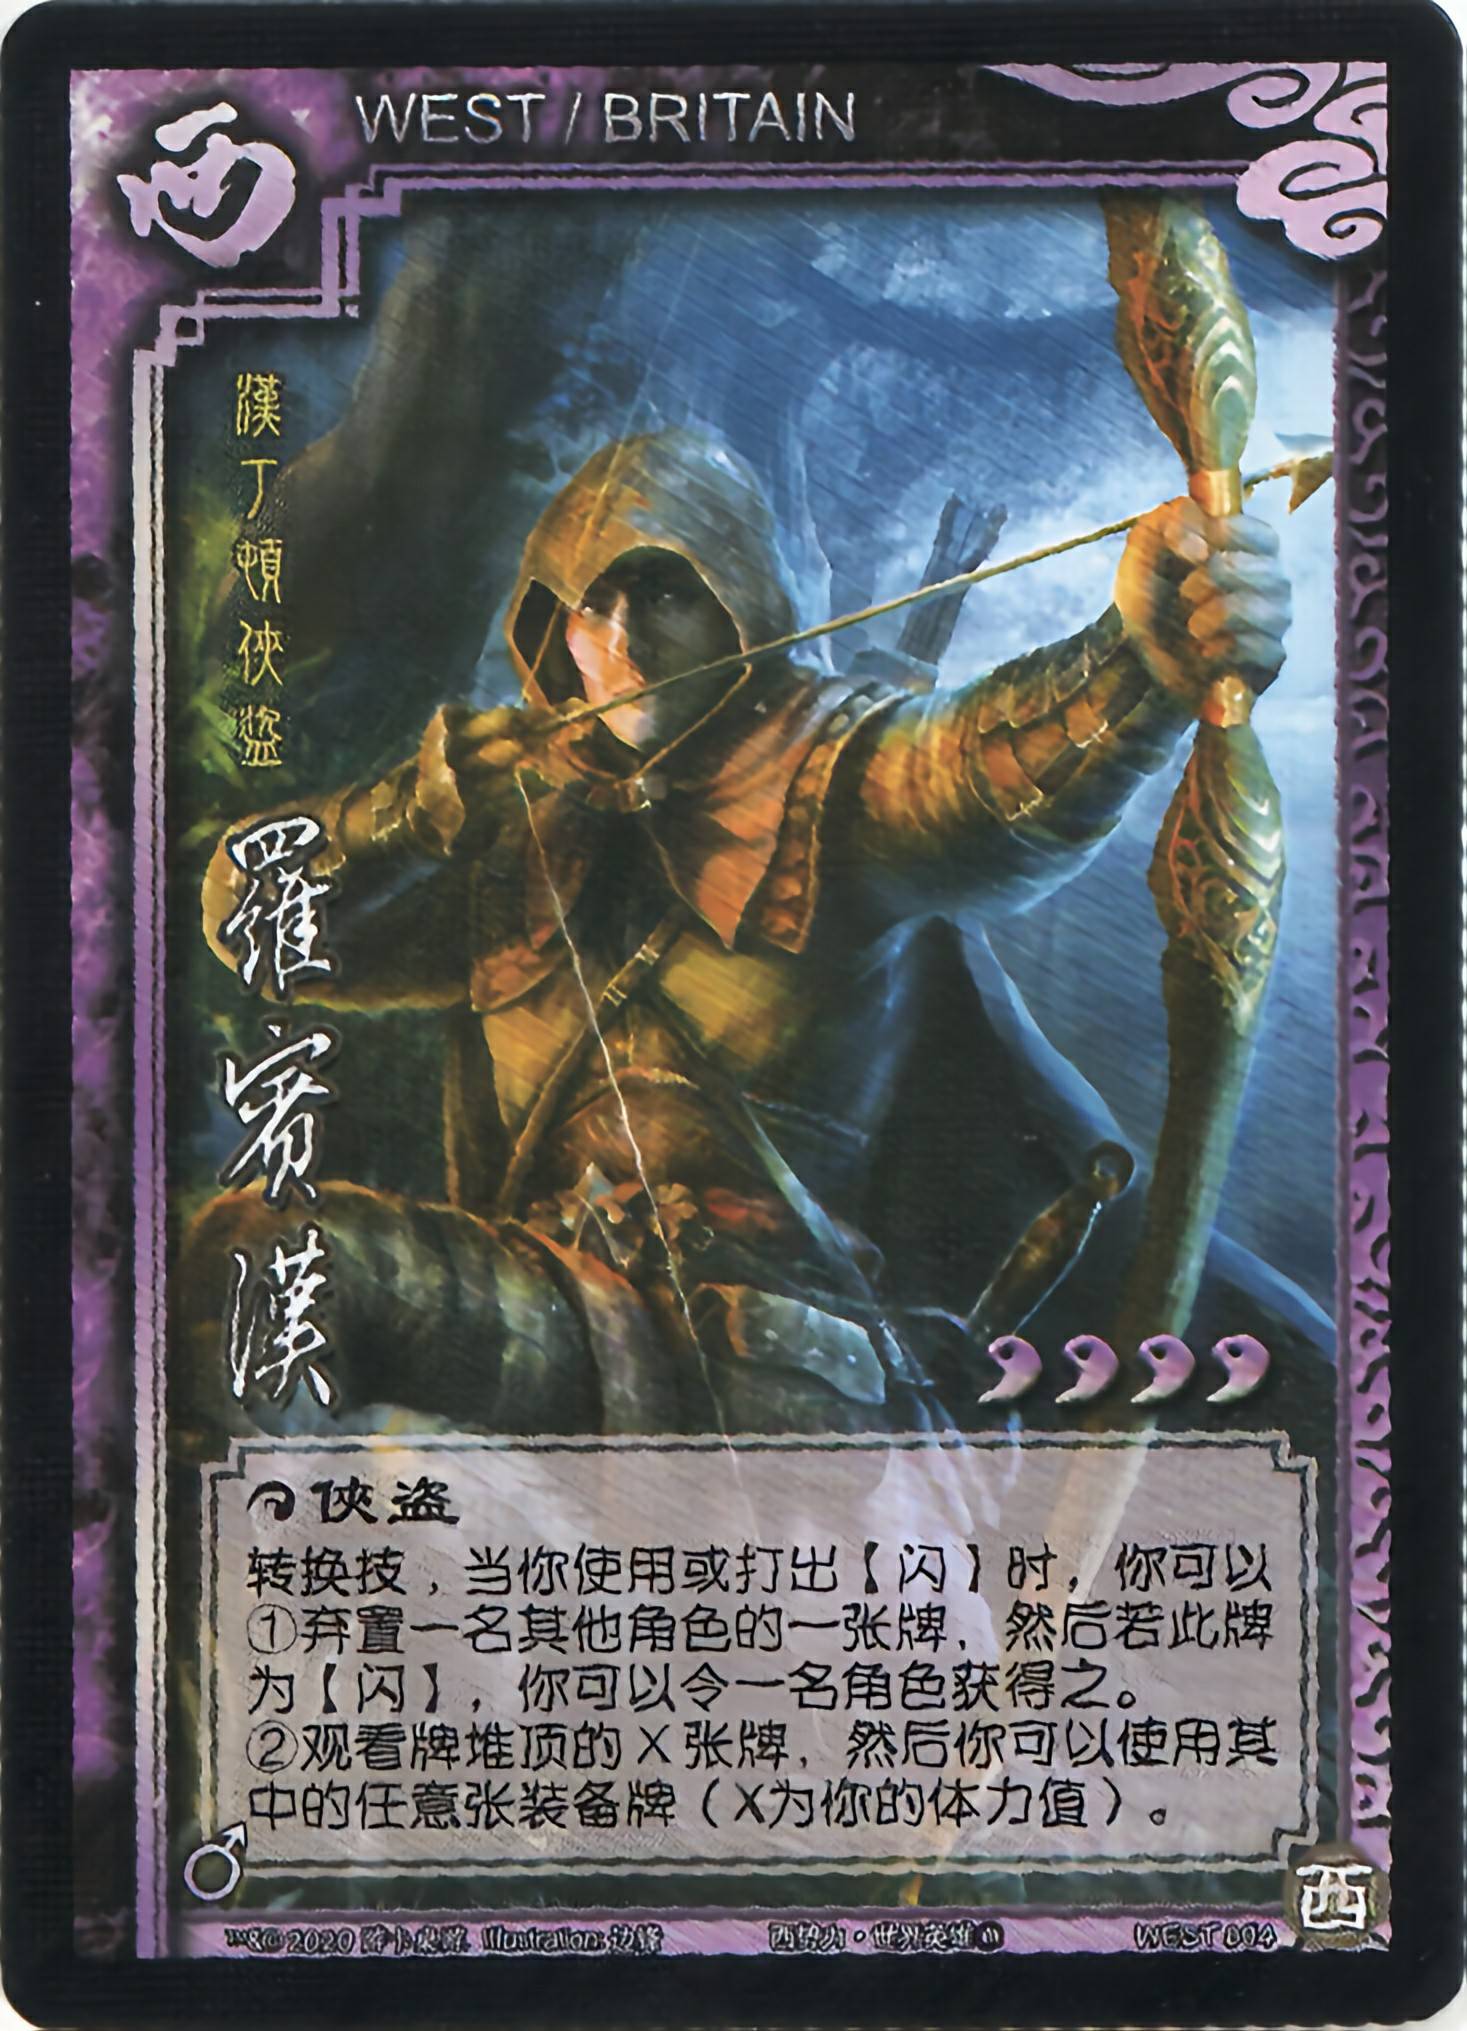 西
WEST / BRITAIN
漢丁頓俠盜
羅賓漢
俠盗
转换技，当你使用或打出【闪】时，你可以
①弃置一名其他角色的一张牌，然后若此牌
为【闪】，你可以令一名角色获得之。
②观看牌堆顶的X张牌，然后你可以使用其
中的任意张装备牌（X为你的体力值）。
西
™&© 2020 Illustration:
西势力·世界英雄
WEST 004